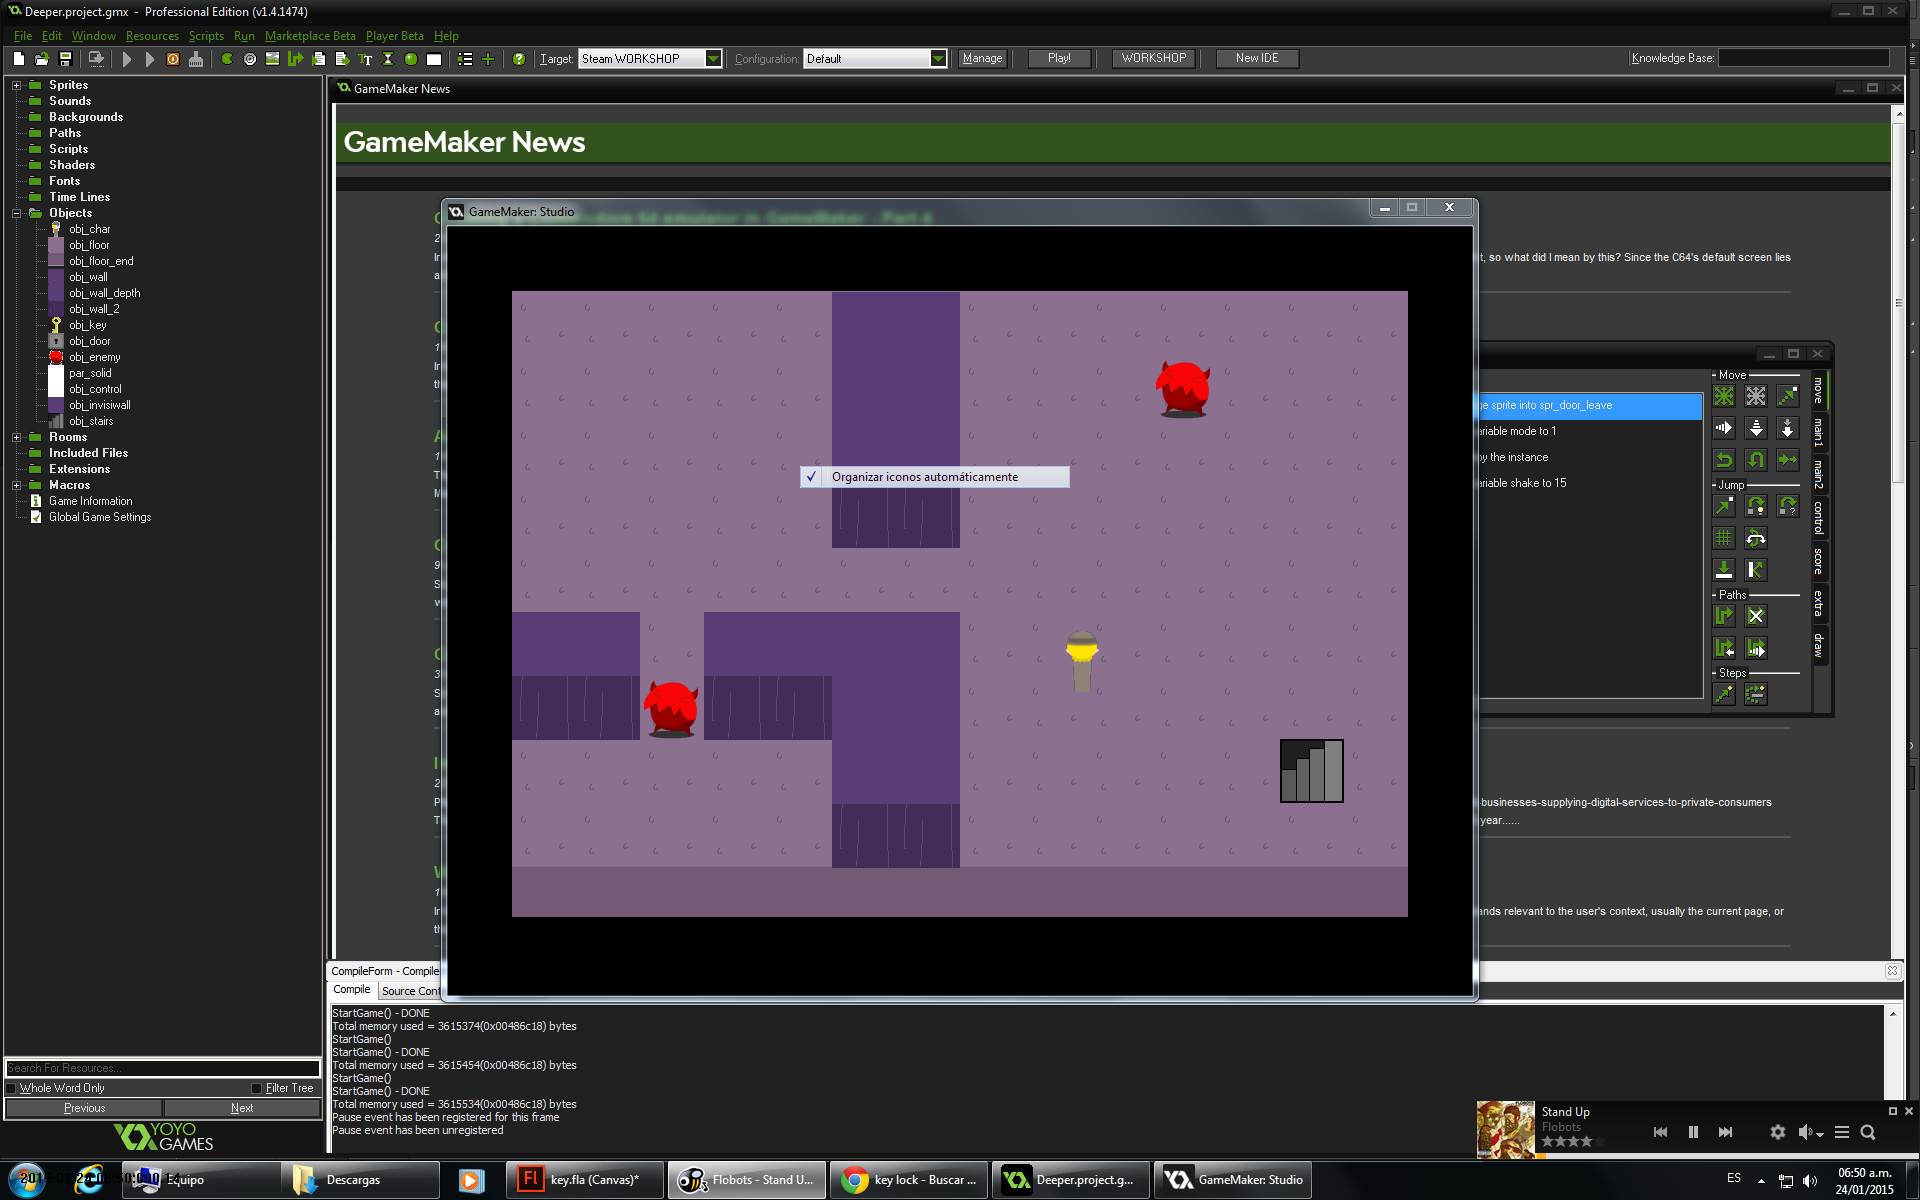 Deeper.project.gmx - Professional Edition (v1.4.1474)
File Edit Window Resources Scripts Run Marketplace Beta Player Beta Help
Target: Steam WORKSHOP Configuration: Default Manage Play! WORKSHOP New IDE Knowledge Base:
Sprites
Sounds
Backgrounds
Paths
Scripts
Shaders
Fonts
Time Lines
Objects
obj_char
obj_floor
obj_floor_end
obj_wall
obj_wall_depth
obj_wall_2
obj_key
obj_door
obj_enemy
par_solid
obj_control
obj_invisiwall
obj_stairs
Rooms
Included Files
Extensions
Macros
Game Information
Global Game Settings
Search For Resources...
Whole Word Only Filter Tree
Previous Next
YOYO
GAMES
GameMaker News
GameMaker News
GameMaker: Studio
emulator in GameMaker - Part 4
t, so what did I mean by this? Since the C64's default screen lies
Organizar iconos automáticamente
ge sprite into spr_door_leave
ariable mode to 1
by the instance
ariable shake to 15
Move
Jump
Paths
Steps
move
main1
main2
control
score
extra
draw
-businesses-supplying-digital-services-to-private-consumers
year......
ands relevant to the user's context, usually the current page, or
CompileForm - Compile
Compile Source Cont
StartGame() - DONE
Total memory used = 3615374(0x00486c18) bytes
StartGame()
StartGame() - DONE
Total memory used = 3615454(0x00486c18) bytes
StartGame()
StartGame() - DONE
Total memory used = 3615534(0x00486c18) bytes
Pause event has been registered for this frame
Pause event has been unregistered
Stand Up
Flobots
Equipo
Descargas
key.fla (Canvas)*
Flobots - Stand U...
key lock - Buscar ...
Deeper.project.g...
GameMaker: Studio
ES
06:50 a.m.
24/01/2015